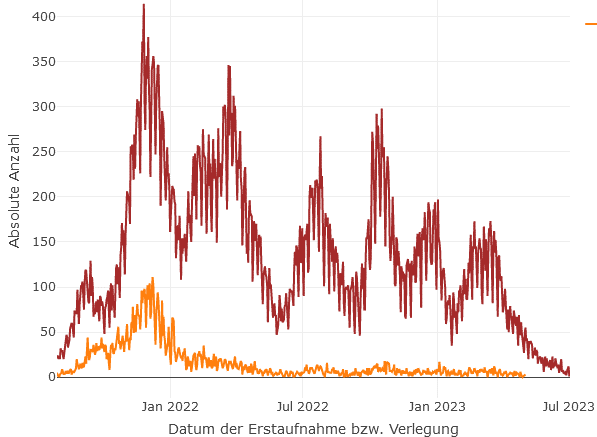 400
350
300
250
200
150
100
50
0
Absolute Anzahl
Jan 2022
Jul 2022
Jan 2023
Jul 2023
Datum der Erstaufnahme bzw. Verlegung